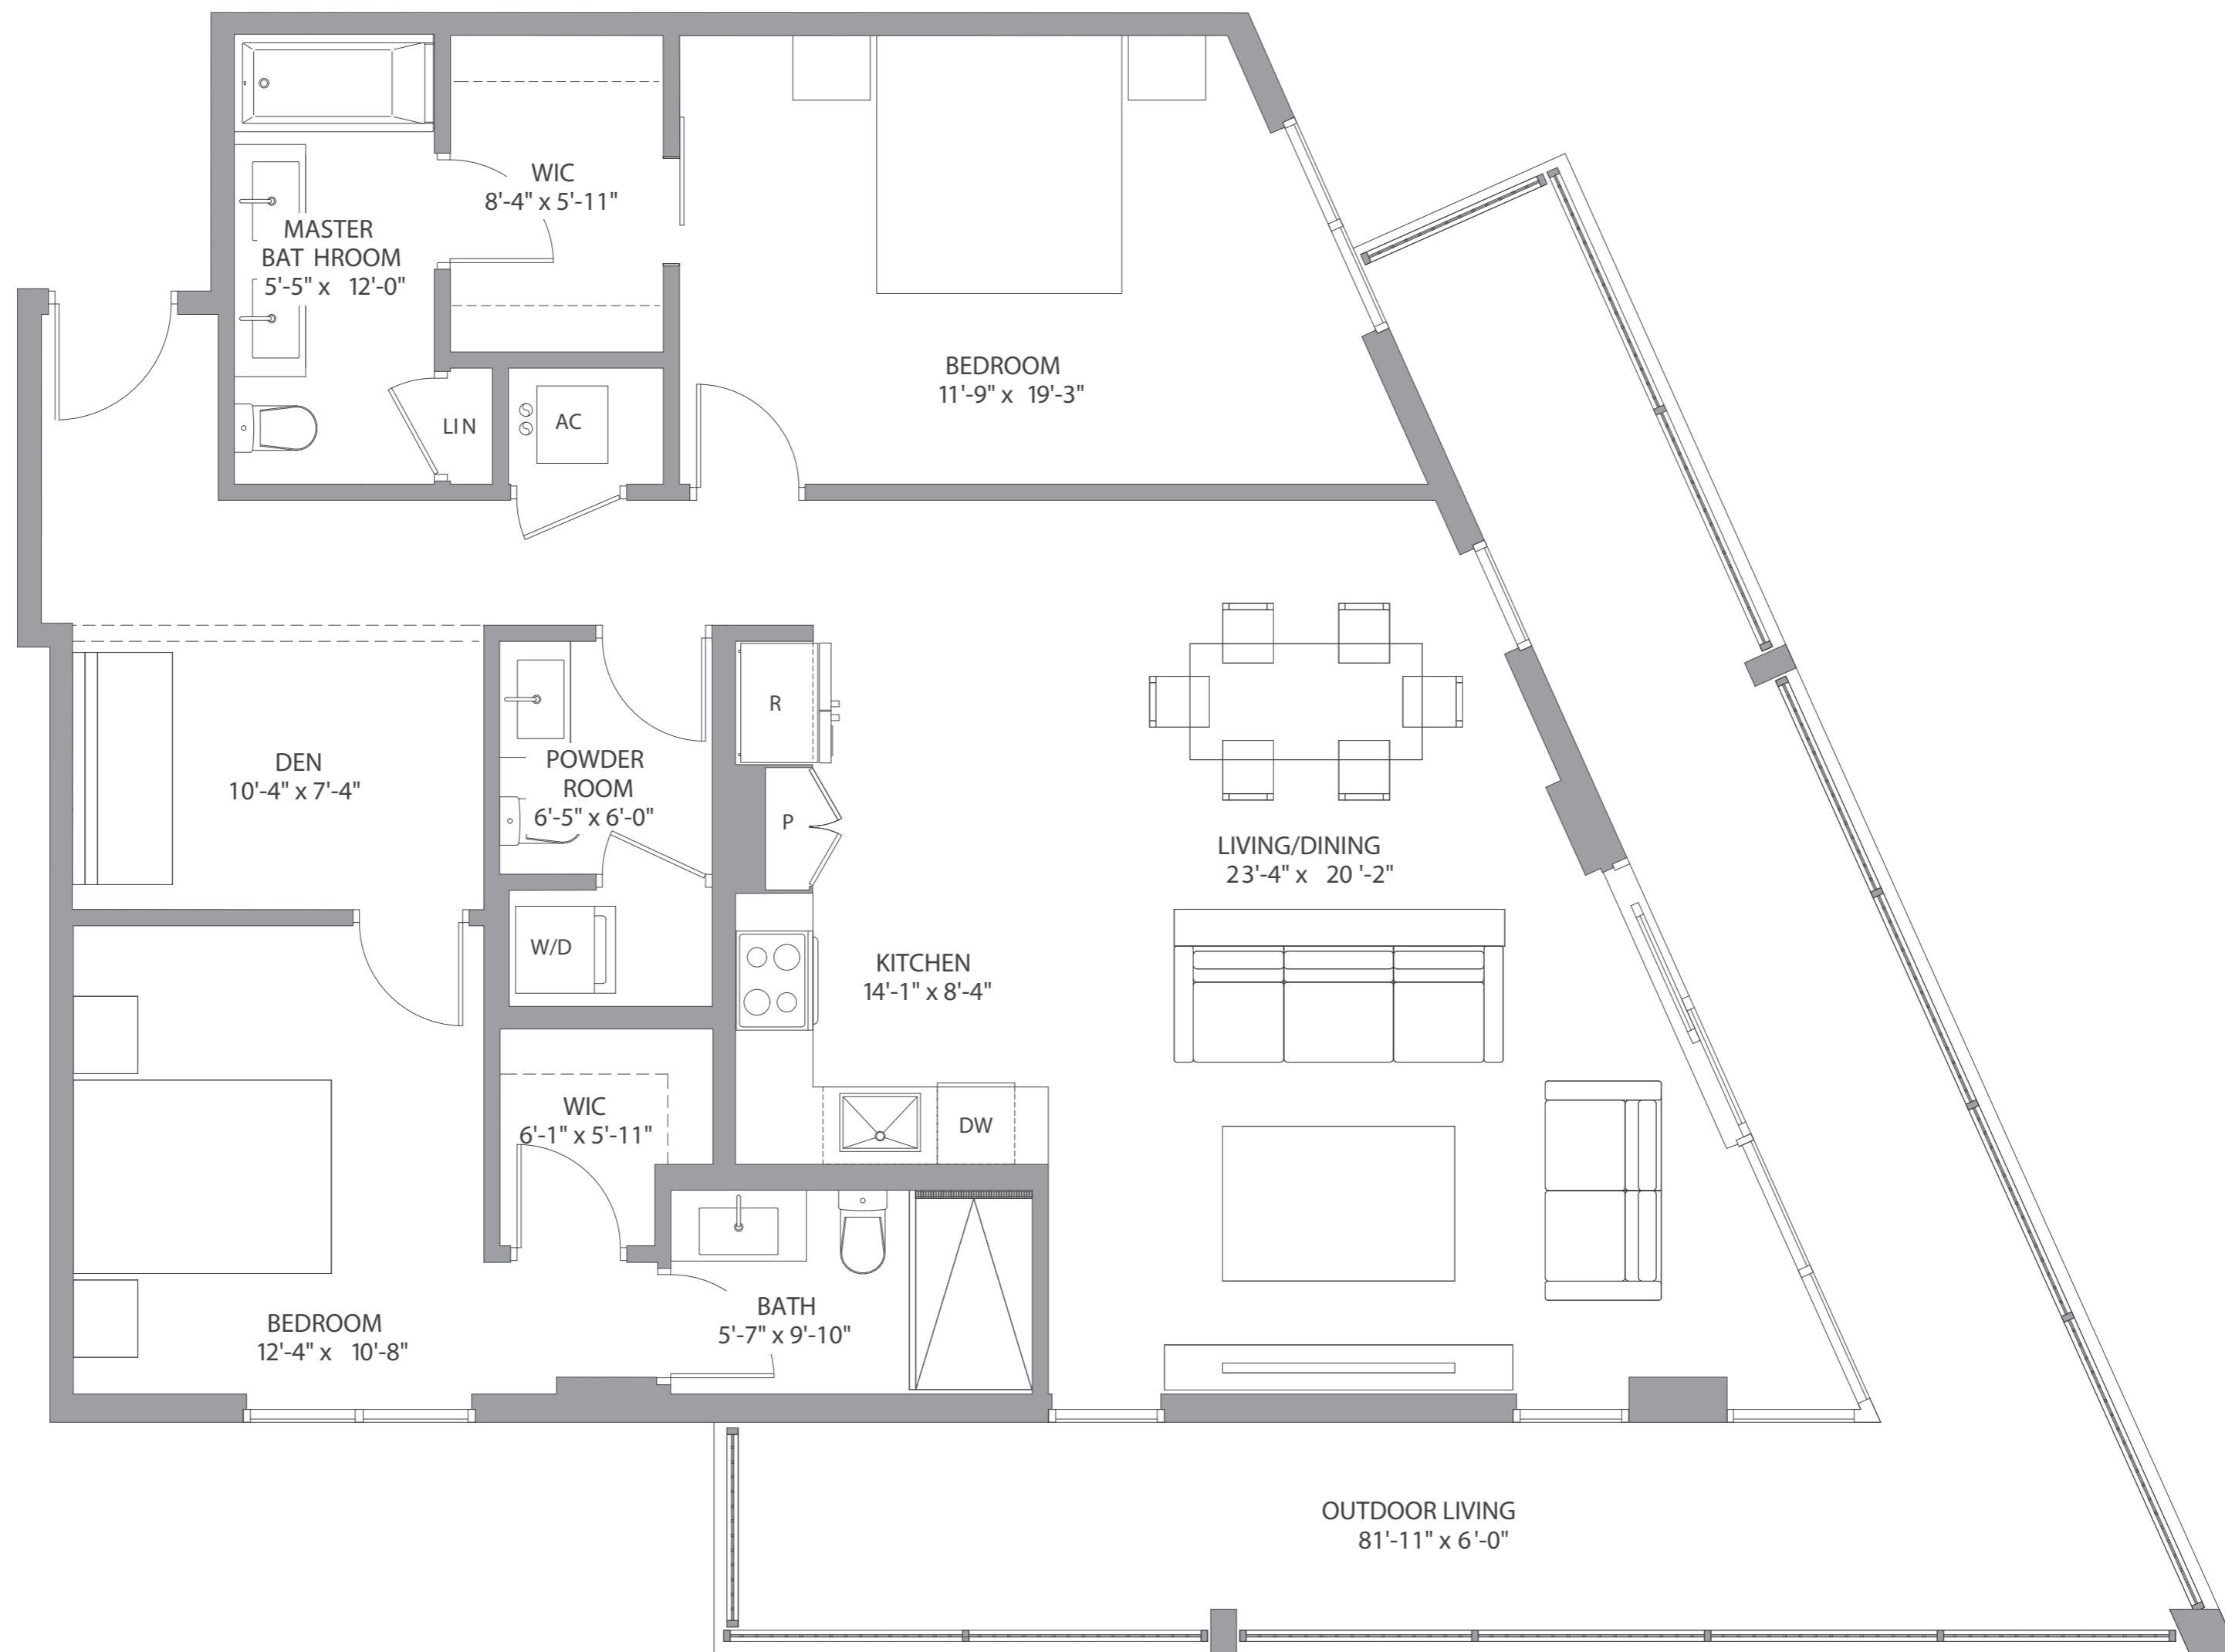 WIC
8'-4" x 5'-11"
MASTER
BAT HROOM
5'-5" x 12'-0"
BEDROOM
11'-9" x 19'-3"
LIN
AC
DEN
10'-4" x 7'-4"
POWDER
ROOM
6'-5" x 6'-0"
R
P
LIVING/DINING
23'-4" x 20 '-2"
W/D
KITCHEN
14'-1" x 8'-4"
WIC
6'-1" x 5'-11"
DW
BEDROOM
12'-4" x 10'-8"
BATH
5'-7" x 9'-10"
OUTDOOR LIVING
81'-11" x 6'-0"